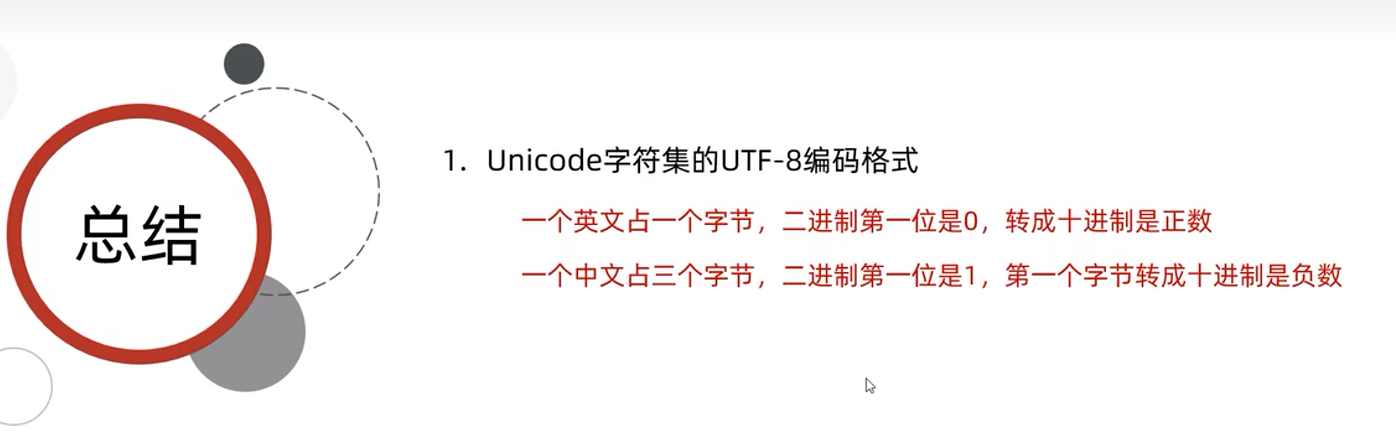 总结
1. Unicode字符集的UTF-8编码格式
一个英文占一个字节，二进制第一位是0，转成十进制是正数
一个中文占三个字节，二进制第一位是1，第一个字节转成十进制是负数